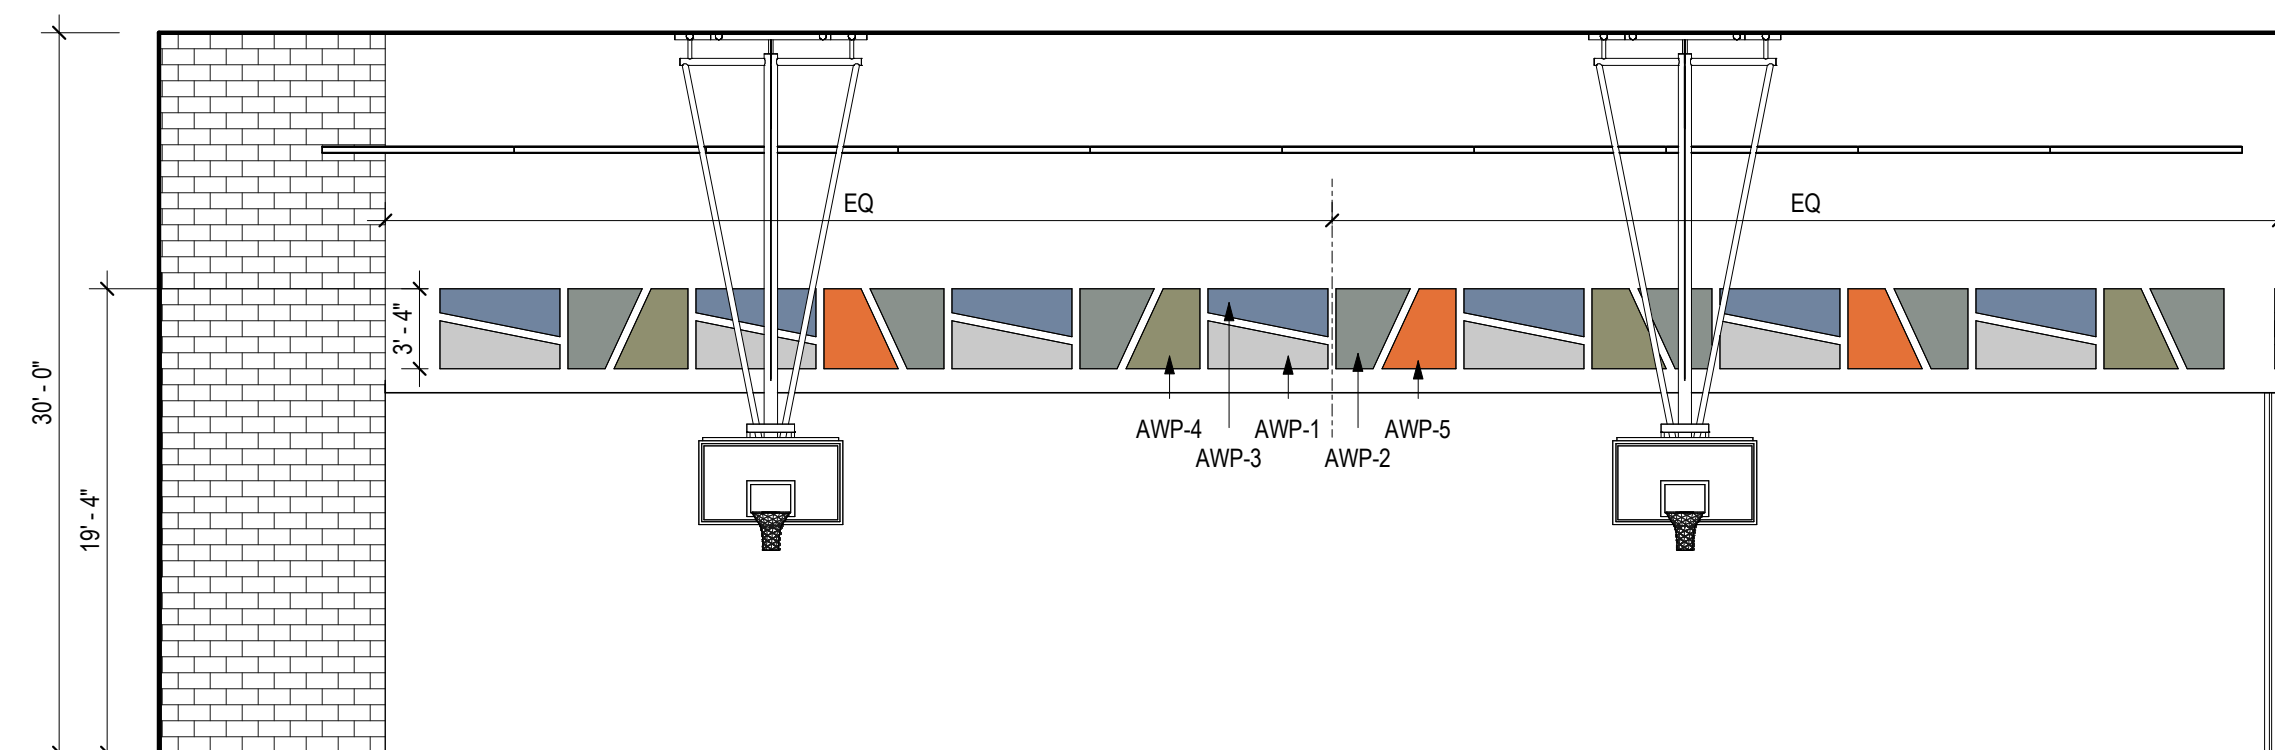 EQ
EQ
3' - 4"
30' - 0"
19' - 4"
AWP-4
AWP-1
AWP-5
AWP-3
AWP-2